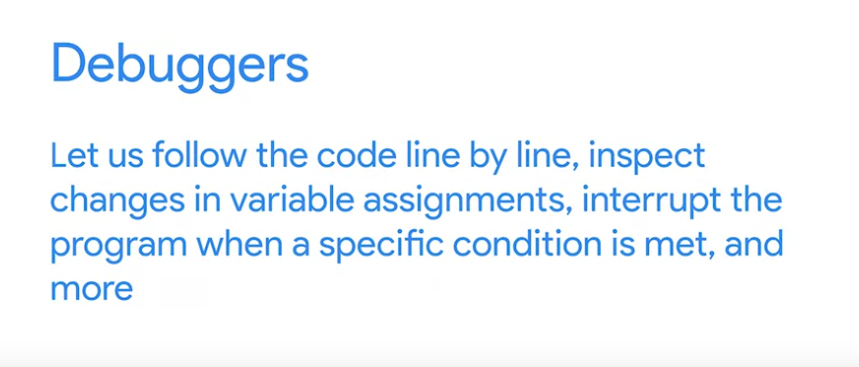 Debuggers
Let us follow the code line by line, inspect
changes in variable assignments, interrupt the
program when a specific condition is met, and
more